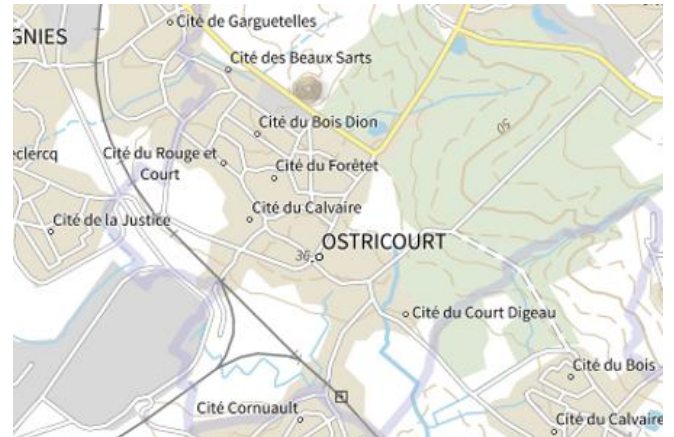 Cité de Garguetelles
GNIES
Cité des Beaux Sarts
Cité du Bois Dion
eclercq
Cité du Rouge et
Court
Cité du Forêtet
50
Cité du Calvaire
Cité de la Justice
OSTRICOURT
36
Cité du Court Digeau
Cité du Bois
Cité Cornuault
Cité du Calvaire